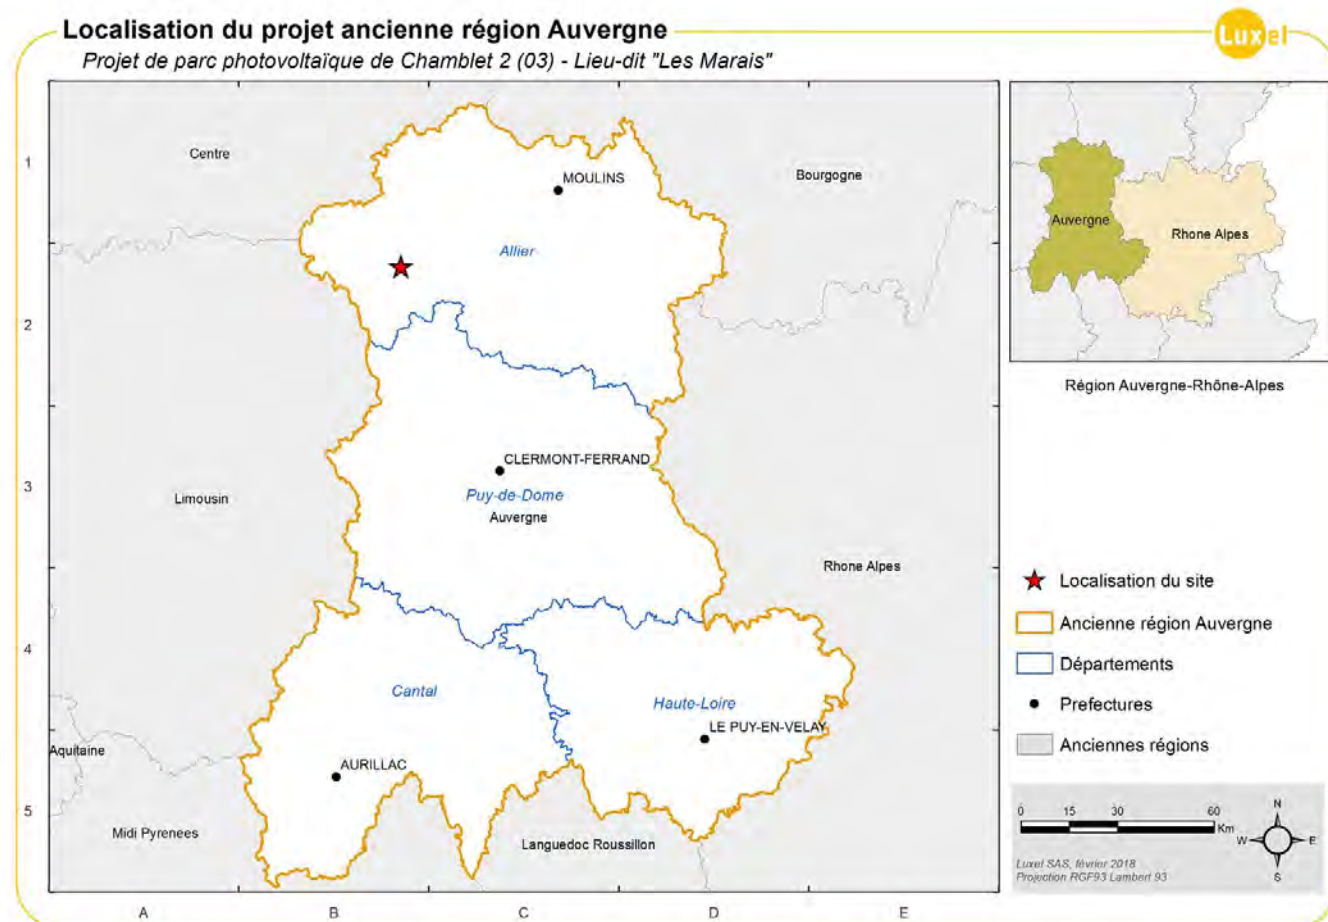 Localisation du projet ancienne région Auvergne
Luxel
Projet de parc photovoltaïque de Chamblet 2 (03) - Lieu-dit "Les Marais"
1
2
3
4
5
A
B
C
D
E
Centre
MOULINS
Bourgogne
Allier
CLERMONT-FERRAND
Puy-de-Dome
Auvergne
Limousin
Rhone Alpes
Cantal
Haute-Loire
LE PUY-EN-VELAY
Aquitaine
AURILLAC
Midi Pyrenees
Languedoc Roussillon
Auvergne
Rhone Alpes
Région Auvergne-Rhône-Alpes
Localisation du site
Ancienne région Auvergne
Départements
Prefectures
Anciennes régions
0 15 30 60
Km
N
W
E
S
Luxel SAS, février 2018
Projection RGF93 Lambert 93